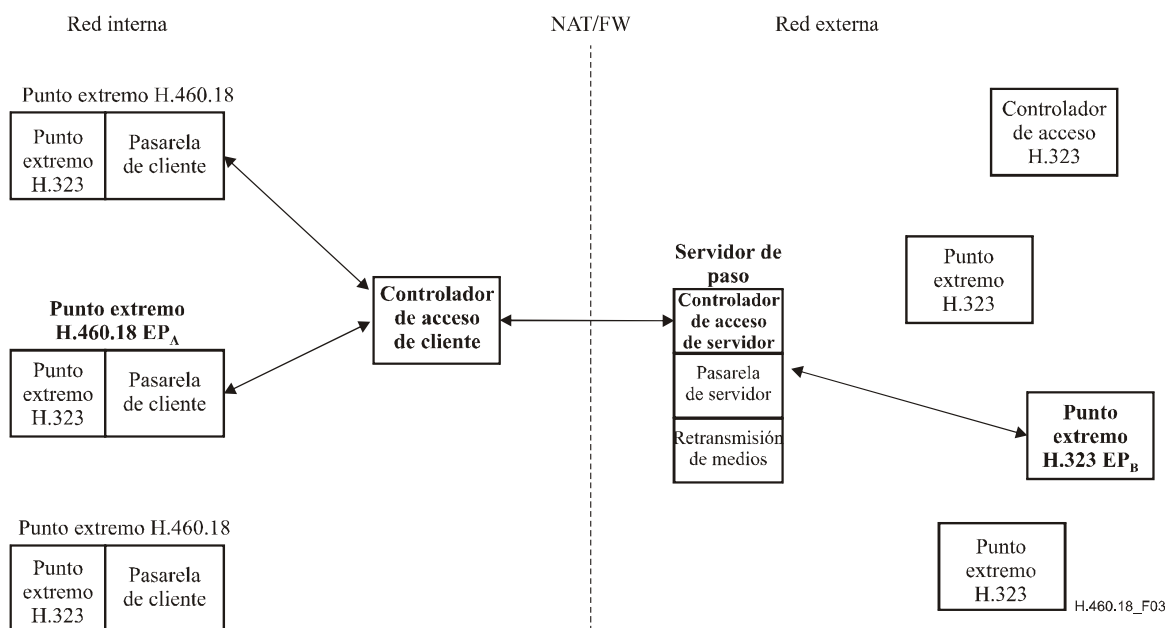 Red interna
NAT/FW
Red externa
Punto extremo H.460.18
Punto
extremo
H.323
Pasarela
de cliente
Controlador
de acceso
H.323
Punto
extremo
H.323
Servidor de
paso
Controlador
de acceso
de cliente
Controlador
de acceso
de servidor
Pasarela
de servidor
Retransmisión
de medios
Punto extremo
H.460.18 EPA
Punto
extremo
H.323
Pasarela
de cliente
Punto
extremo
H.323 EPB
Punto extremo H.460.18
Punto
extremo
H.323
Pasarela
de cliente
Punto
extremo
H.323
H.460.18_F03